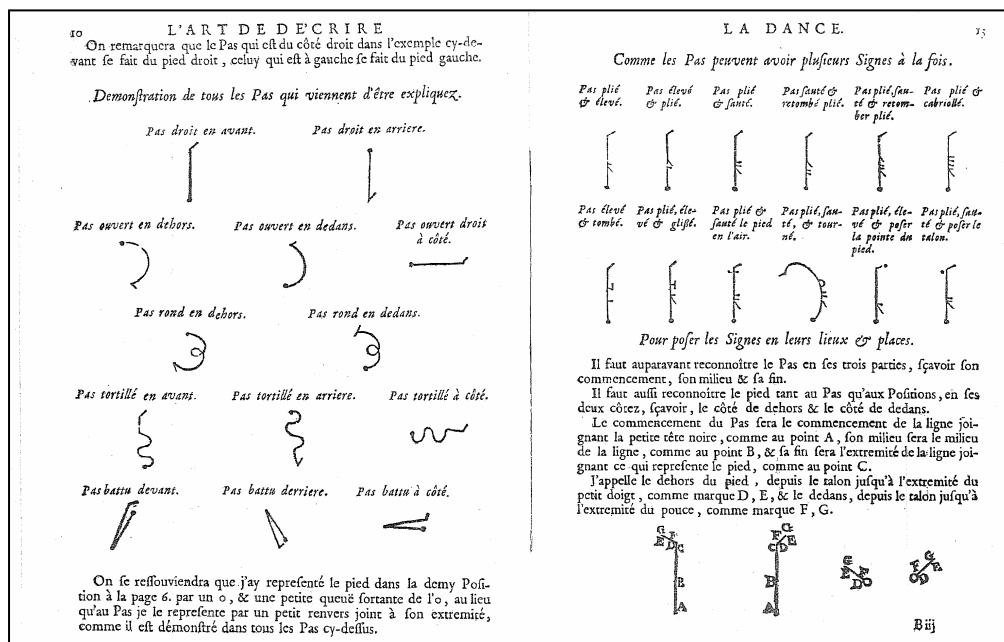 10
L'ART DE DE'CRIRE
On remarquera que le Pas qui eſt du côté droit dans l'exemple cy-de-
vant ſe fait du pied droit, celuy qui eſt à gauche ſe fait du pied gauche.
Demonſtration de tous les Pas qui viennent d'être expliquez.
Pas droit en avant.
Pas droit en arriere.
Pas ouvert en dehors.
Pas ouvert en dedans.
Pas ouvert droit
à côté.
Pas rond en dehors.
Pas rond en dedans.
Pas tortillé en avant.
Pas tortillé en arriere.
Pas tortillé à côté.
Pas battu devant.
Pas battu derriere.
Pas battu à côté.
On ſe reſſouviendra que j'ay repreſenté le pied dans la demy Poſi-
tion à la page 6. par un o, & une petite queuë ſortante de l'o, au lieu
qu'au Pas je le repreſente par un petit renvers joint à ſon extremité,
comme il eſt démonſtré dans tous les Pas cy-deſſus.
LA DANCE.
13
Comme les Pas peuvent avoir pluſieurs Signes à la fois.
Pas plié
& élevé.
Pas élevé
& plié.
Pas plié
& ſauté.
Pas ſauté &
retombé plié.
Pas plié, ſau-
té & retom-
ber plié.
Pas plié &
cabriollé.
Pas élevé
& tombé.
Pas plié, éle-
vé & gliſſé.
Pas plié &
ſauté le pied
en l'air.
Pas plié, ſau-
té, & tour-
né.
Pas plié, éle-
vé & poſer
la pointe du
pied.
Pas plié, ſau-
té & poſer le
talon.
Pour poſer les Signes en leurs lieux & places.
Il faut auparavant reconnoître le Pas en ſes trois parties, ſçavoir ſon
commencement, ſon milieu & ſa fin.
Il faut auſſi reconnoître le pied tant au Pas qu'aux Poſitions, en ſes
deux côtez, ſçavoir, le côté de dehors & le côté de dedans.
Le commencement du Pas ſera le commencement de la ligne joi-
gnant la petite tête noire, comme au point A, ſon milieu ſera le milieu
de la ligne, comme au point B, & ſa fin ſera l'extremité de la ligne joi-
gnant ce qui repreſente le pied, comme au point C.
J'appelle le dehors du pied, depuis le talon juſqu'à l'extremité du
petit doigt, comme marque D, E, & le dedans, depuis le talon juſqu'à
l'extremité du pouce, comme marque F, G.
G
F
E D C
B
A
G
F E
C D
B
A
G
F
E D
G
F E
D
B iij